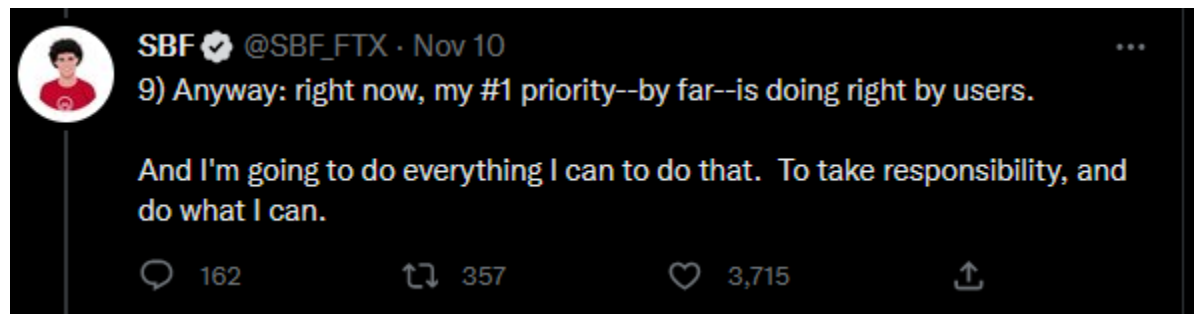 SBF @SBF_FTX · Nov 10
9) Anyway: right now, my #1 priority--by far--is doing right by users.
And I'm going to do everything I can to do that.  To take responsibility, and
do what I can.
162 357 3,715